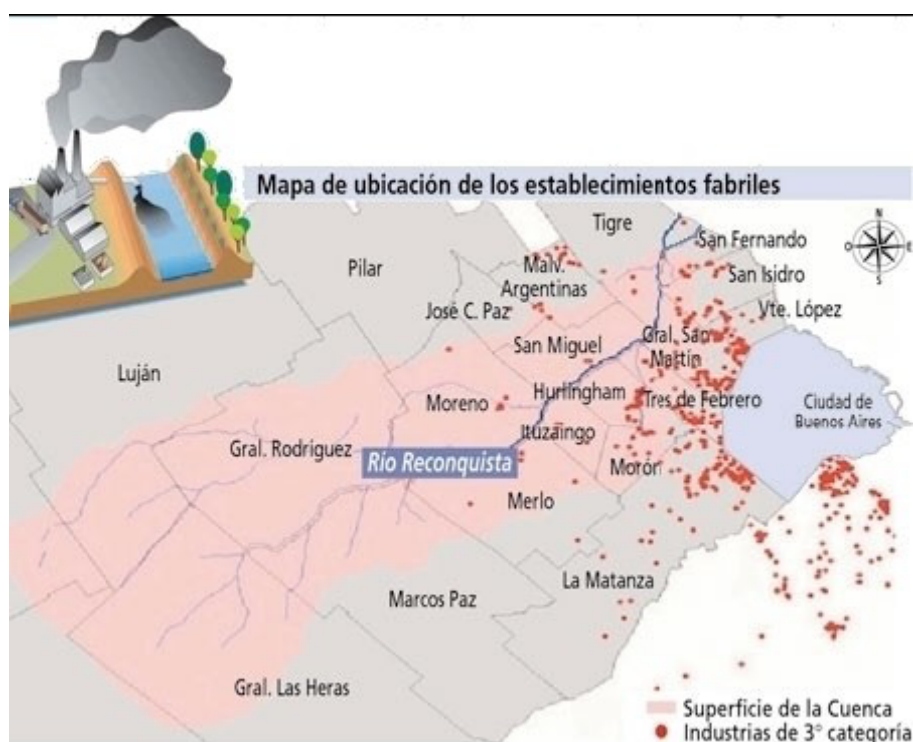 Mapa de ubicación de los establecimientos fabriles
Tigre
N
San Fernando
O
E
S
Pilar
Malv.
Argentinas
San Isidro
José C. Paz
Vte. López
San Miguel
Gral. San
Martín
Luján
Moreno
Hurlingham
Tres de Febrero
Ciudad de
Buenos Aires
Ituzaingo
Gral. Rodríguez
Río Reconquista
Morón
Merlo
La Matanza
Marcos Paz
Gral. Las Heras
Superficie de la Cuenca
Industrias de 3° categoría